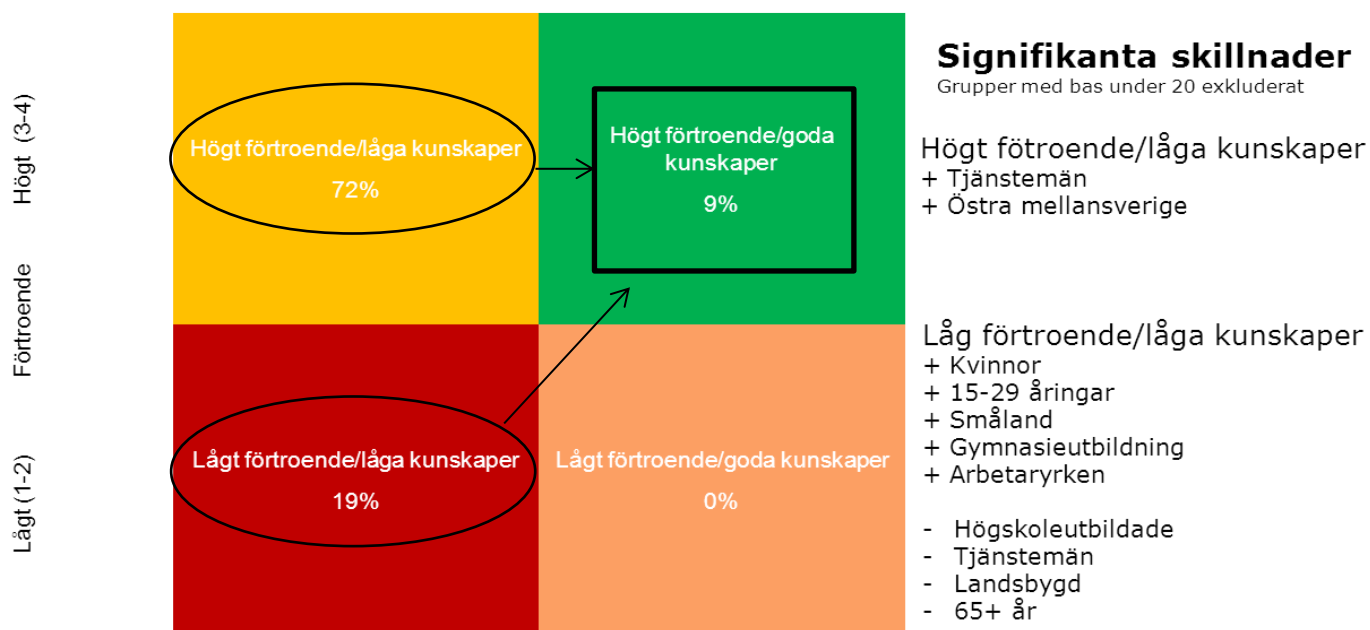 Högt (3-4)
Förtroende
Lågt (1-2)
Högt förtroende/låga kunskaper
72%
Högt förtroende/goda
kunskaper
9%
Lågt förtroende/låga kunskaper
19%
Lågt förtroende/goda kunskaper
0%
Signifikanta skillnader
Grupper med bas under 20 exkluderat
Högt fötroende/låga kunskaper
+ Tjänstemän
+ Östra mellansverige
Låg förtroende/låga kunskaper
+ Kvinnor
+ 15-29 åringar
+ Småland
+ Gymnasieutbildning
+ Arbetaryrken
- Högskoleutbildade
- Tjänstemän
- Landsbygd
- 65+ år